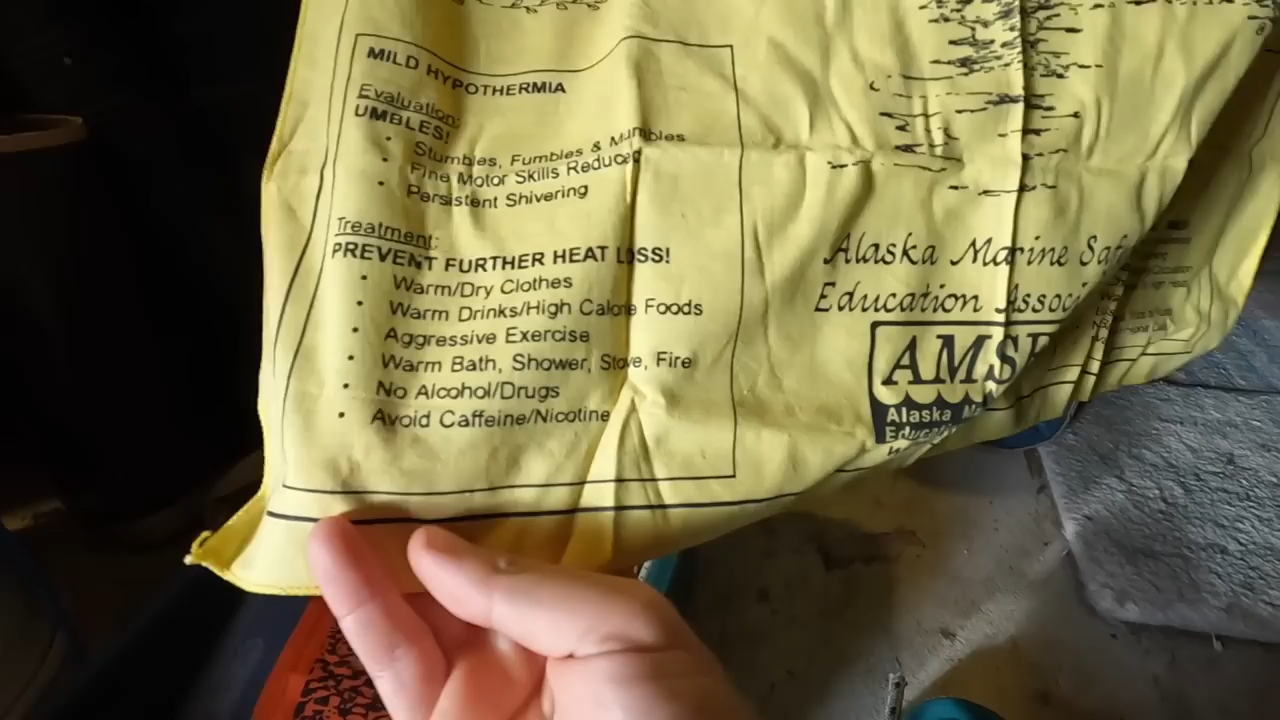 MILD HYPOTHERMIA
Evaluation:
UMBLES!
• Stumbles, Fumbles & Mumbles
• Fine Motor Skills Reduced
• Persistent Shivering
Treatment:
PREVENT FURTHER HEAT LOSS!
• Warm/Dry Clothes
• Warm Drinks/High Calorie Foods
• Aggressive Exercise
• Warm Bath, Shower, Stove, Fire
• No Alcohol/Drugs
• Avoid Caffeine/Nicotine
Alaska Marine Saf
Education Associ
AMSE
Alaska Ma
Educati